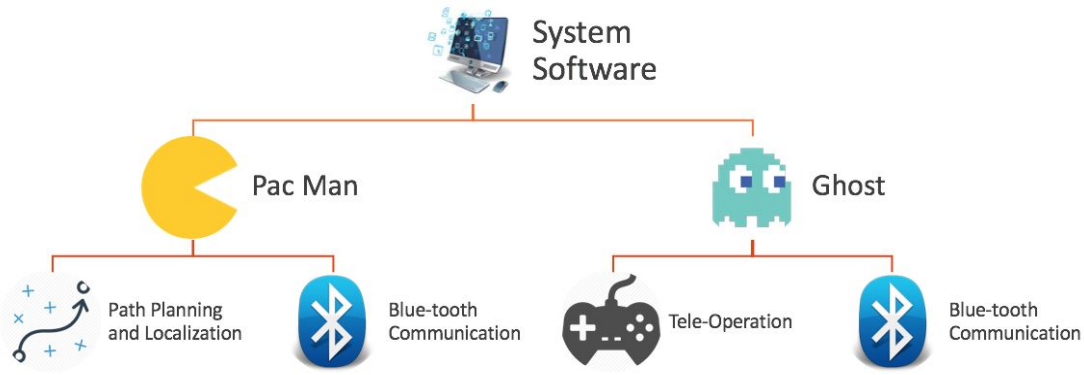 System
Software
Pac Man
Ghost
Path Planning
and Localization
Blue-tooth
Communication
Tele-Operation
Blue-tooth
Communication